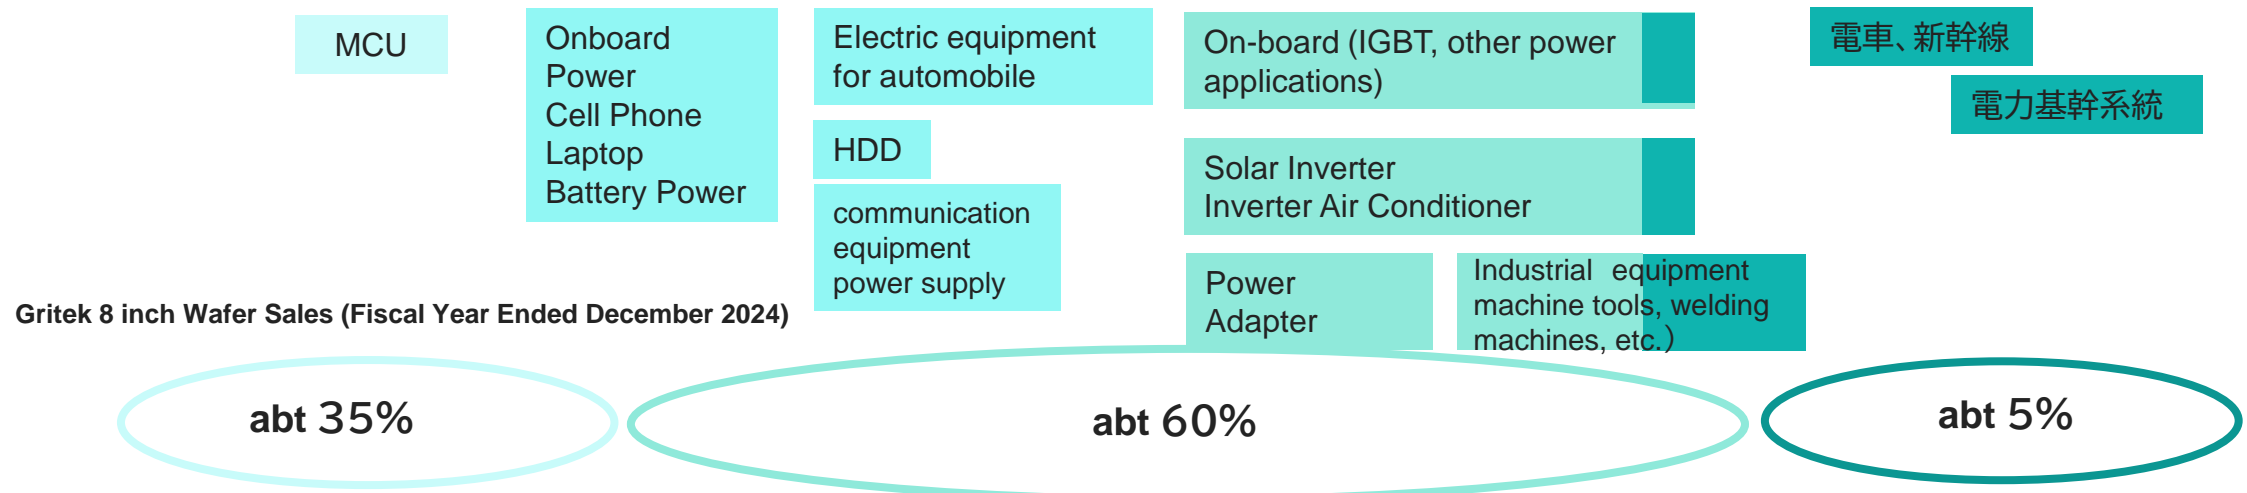 MCU
Onboard
Power
Cell Phone
Laptop
Battery Power
Electric equipment
for automobile
HDD
communication
equipment
power supply
On-board (IGBT, other power
applications)
Solar Inverter
Inverter Air Conditioner
Power
Adapter
Industrial equipment
machine tools, welding
machines, etc.）
電車、新幹線
電力基幹系統
Gritek 8 inch Wafer Sales (Fiscal Year Ended December 2024)
abt 35%
abt 60%
abt 5%